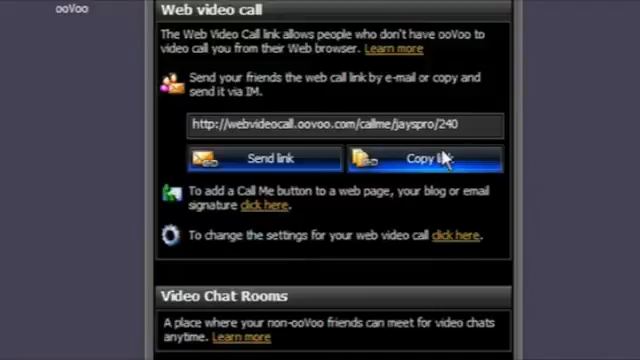 ooVoo
Web video call
The Web Video Call link allows people who don't have ooVoo to
video call you from their Web browser. Learn more
Send your friends the web call link by e-mail or copy and
send it via IM.
http://webvideocall.oovoo.com/callme/jayspro/240
Send link
Copy link
To add a Call Me button to a web page, your blog or email
signature click here.
To change the settings for your web video call click here.
Video Chat Rooms
A place where your non-ooVoo friends can meet for video chats
anytime. Learn more